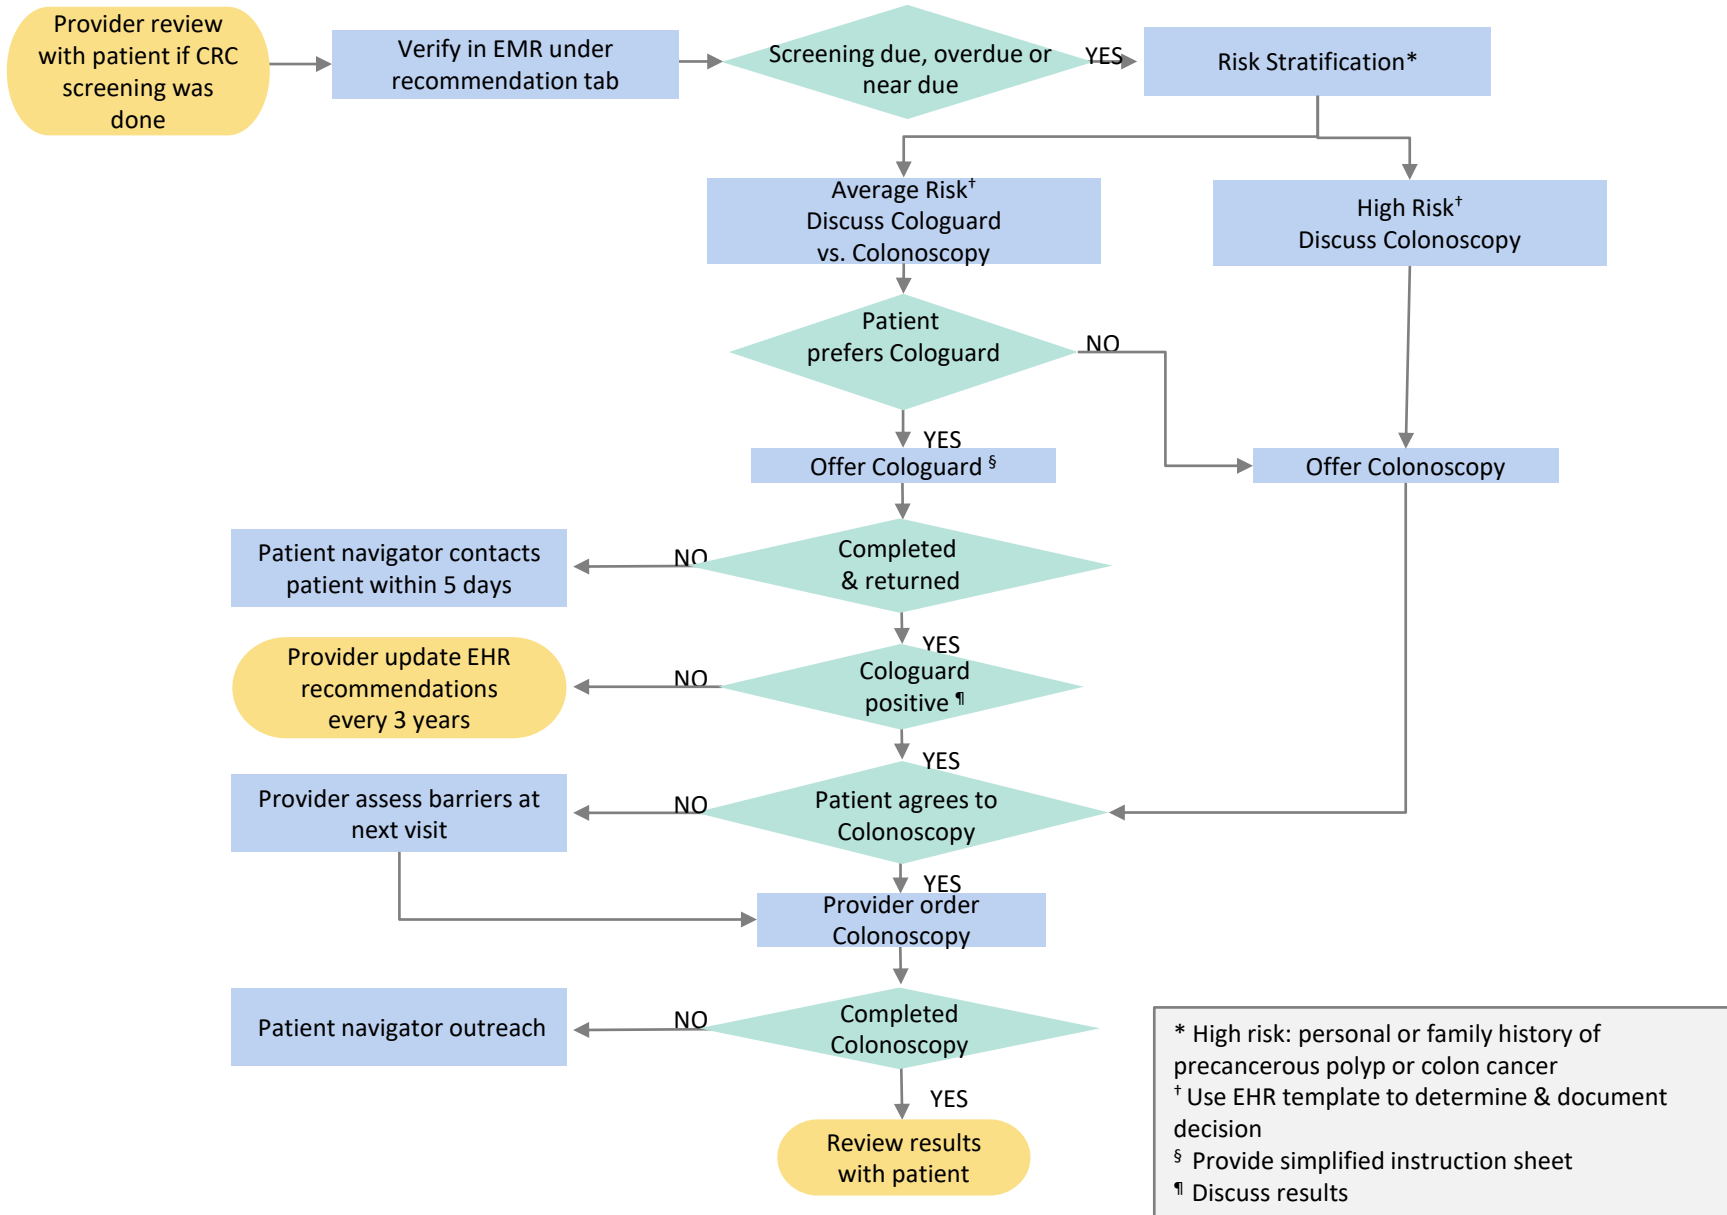 Provider review
with patient if CRC
screening was
done
Verify in EMR under
recommendation tab
Screening due, overdue or
near due
YES
Risk Stratification*
Average Risk†
Discuss Cologuard
vs. Colonoscopy
High Risk†
Discuss Colonoscopy
Patient
prefers Cologuard
NO
YES
Offer Cologuard §
Offer Colonoscopy
Completed
& returned
NO
Patient navigator contacts
patient within 5 days
YES
Cologuard
positive ¶
NO
Provider update EHR
recommendations
every 3 years
YES
Patient agrees to
Colonoscopy
NO
Provider assess barriers at
next visit
YES
Provider order
Colonoscopy
Completed
Colonoscopy
NO
Patient navigator outreach
YES
Review results
with patient
* High risk: personal or family history of
precancerous polyp or colon cancer
† Use EHR template to determine & document
decision
§ Provide simplified instruction sheet
¶ Discuss results